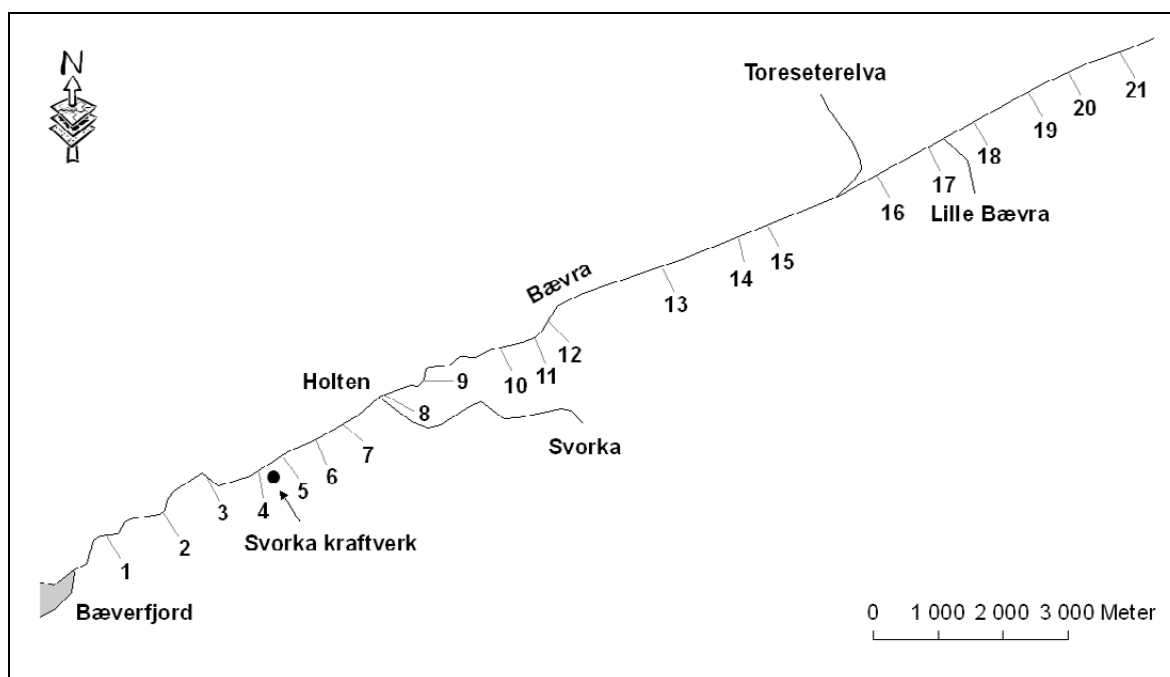 N
Toreseterelva
21
20
19
18
17
16
Lille Bævra
15
14
13
Bævra
12
11
10
9
Holten
8
Svorka
7
6
5
4
3
Svorka kraftverk
2
1
Bæverfjord
0 1 000 2 000 3 000 Meter